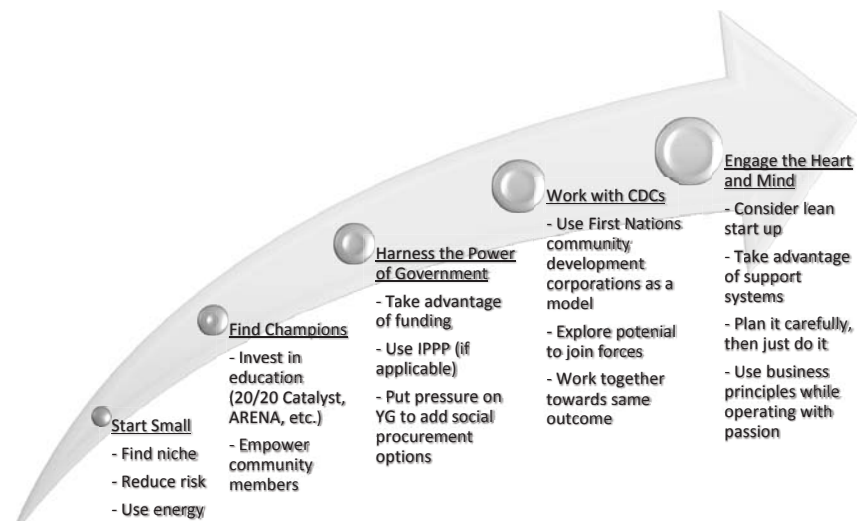 Start Small
- Find niche
- Reduce risk
- Use energy
Find Champions
- Invest in
education
(20/20 Catalyst,
ARENA, etc.)
- Empower
community
members
Harness the Power
of Government
- Take advantage
of funding
- Use IPPP (if
applicable)
- Put pressure on
YG to add social
procurement
options
Work with CDCs
- Use First Nations
community
development
corporations as a
model
- Explore potenial
to join forces
- Work together
towards same
outcome
Engage the Heart
and Mind
- Consider lean
start up
- Take advantage
of support
systems
- Plan it carefully,
then just do it
- Use business
principles while
operating with
passion